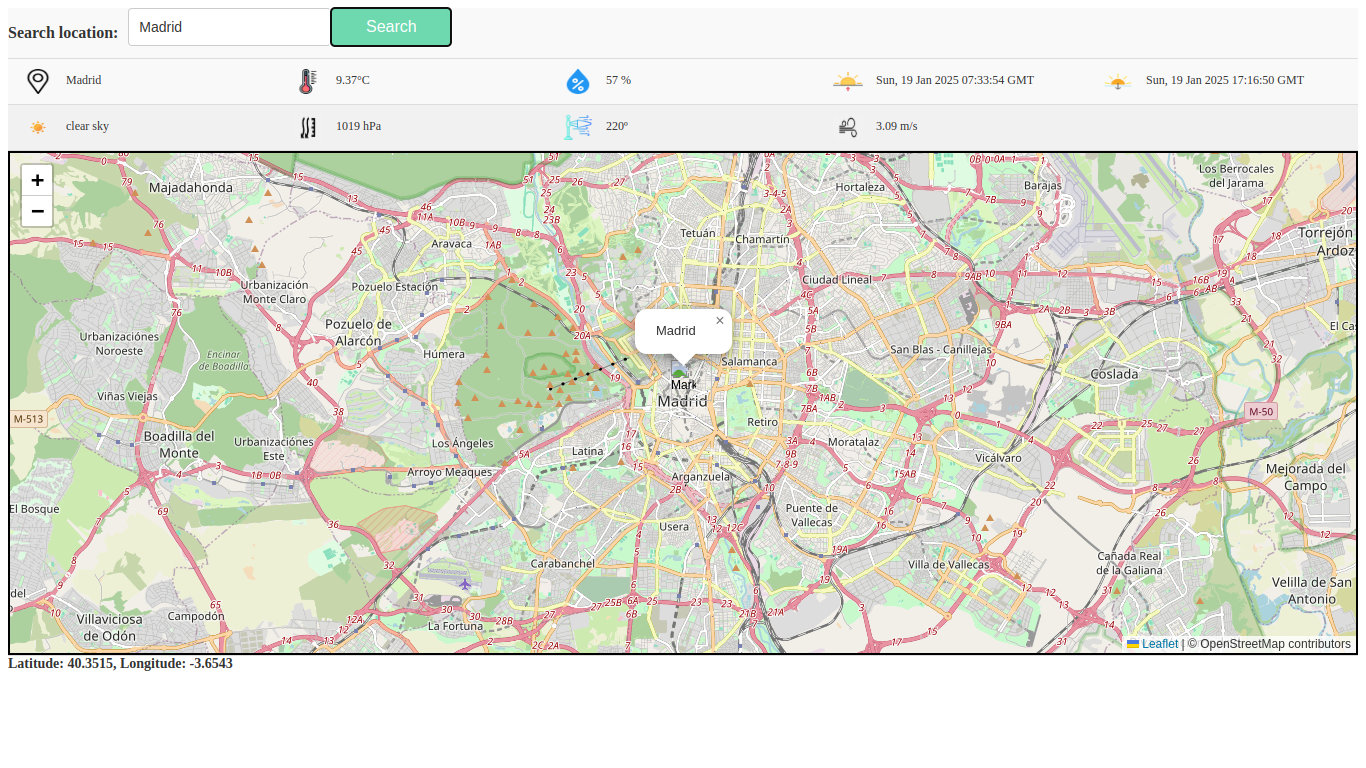 Search location: Madrid Search
Madrid 9.37°C 57 % Sun, 19 Jan 2025 07:33:54 GMT Sun, 19 Jan 2025 17:16:50 GMT
clear sky 1019 hPa 220º 3.09 m/s
+
−
Majadahonda
Hortaleza
Barajas
Los Berrocales
del Jarama
Aravaca
Tetuán
Chamartín
Torrejón
Ardoz
Urbanización
Monte Claro
Pozuelo Estación
Ciudad Lineal
Pozuelo de
Alarcón
Urbanizaciónes
Noroeste
Encinar
de Boadilla
Húmera
Madrid ×
Salamanca
San Blas - Canillejas
El Cas
Coslada
Viñas Viejas
Mark
Madrid
M-513
M-50
Retiro
Boadilla del
Monte
Urbanizaciónes
Este
Los Ángeles
Latina
Moratalaz
Vicálvaro
Arroyo Meaques
Arganzuela
Mejorada del
Campo
El Bosque
Usera
Puente de
Vallecas
Carabanchel
Villa de Vallecas
Cañada Real
de la Galiana
Velilla de San
Antonio
del
Villaviciosa
de Odón
Campodón
La Fortuna
Leaflet | © OpenStreetMap contributors
Latitude: 40.3515, Longitude: -3.6543